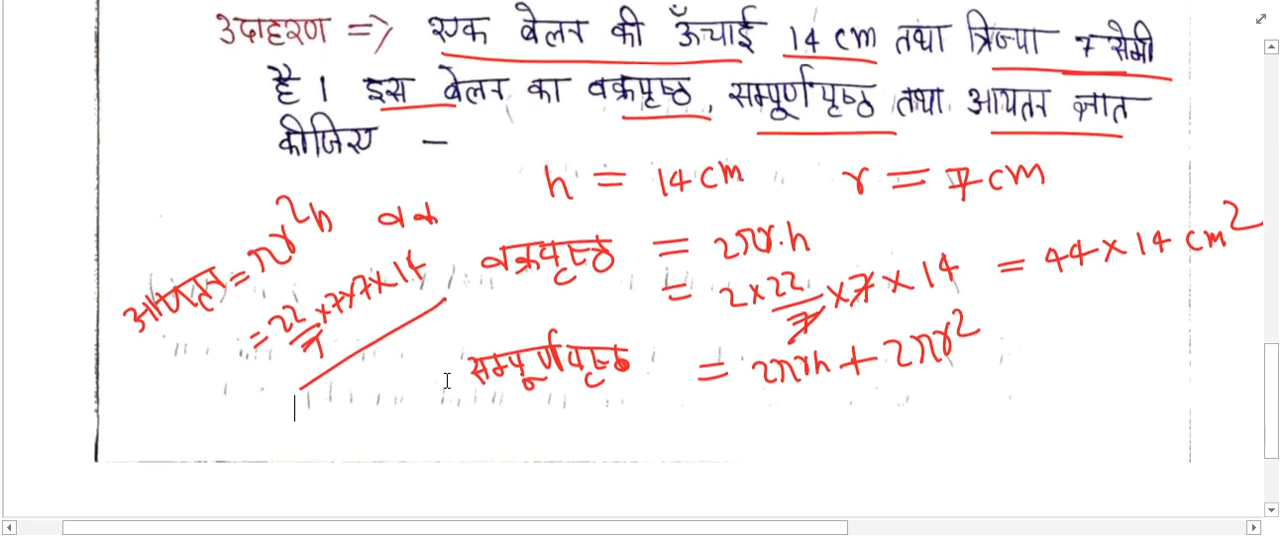 उदाहरण => एक बेलन की ऊँचाई 14 cm तथा त्रिज्या 7 सेमी
है। इस बेलन का वक्रपृष्ठ, सम्पूर्ण पृष्ठ तथा आयतन ज्ञात
कीजिए –
h = 14 cm r = 7 cm
वक्रपृष्ठ = 2πr.h
= 2 × 22/7 × 7 × 14 = 44 × 14 cm²
सम्पूर्णपृष्ठ = 2πrh + 2πr²
आयतन = πr²h
= 22/7 × 7 × 7 × 14